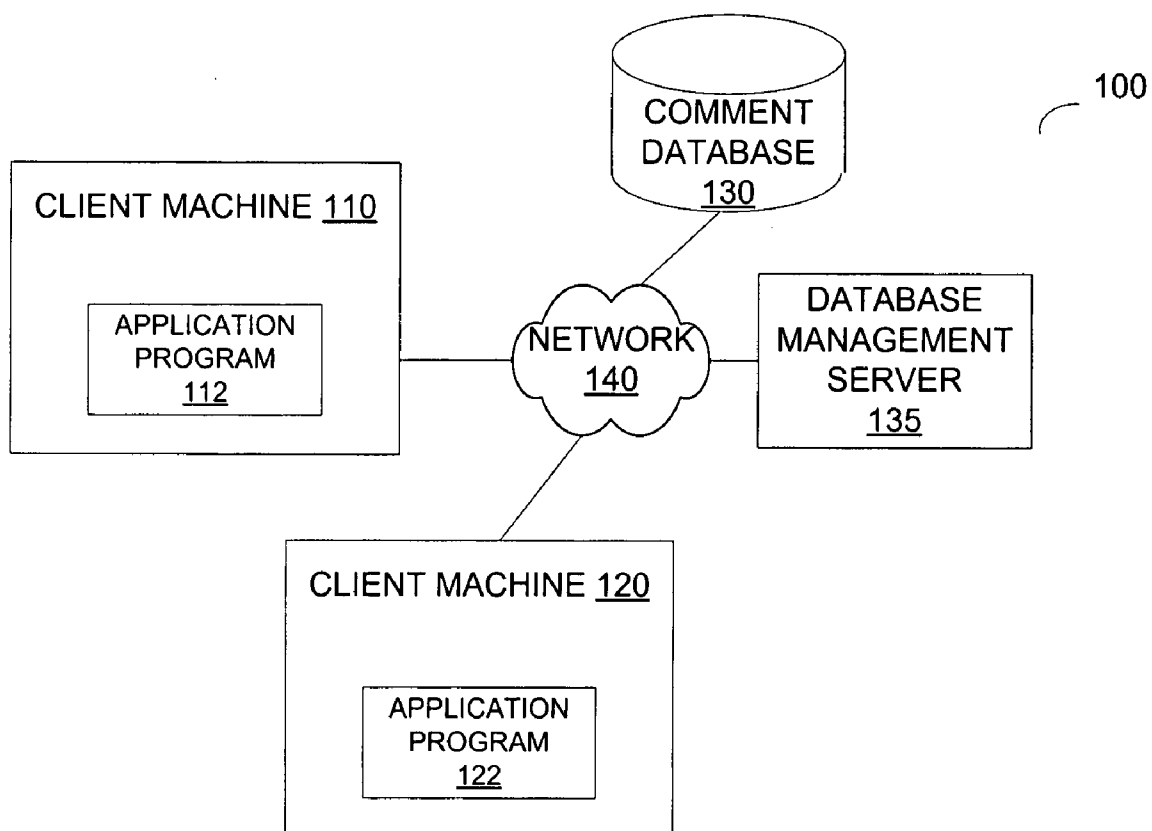 100
COMMENT
DATABASE
130
CLIENT MACHINE 110
APPLICATION
PROGRAM
112
NETWORK
140
DATABASE
MANAGEMENT
SERVER
135
CLIENT MACHINE 120
APPLICATION
PROGRAM
122